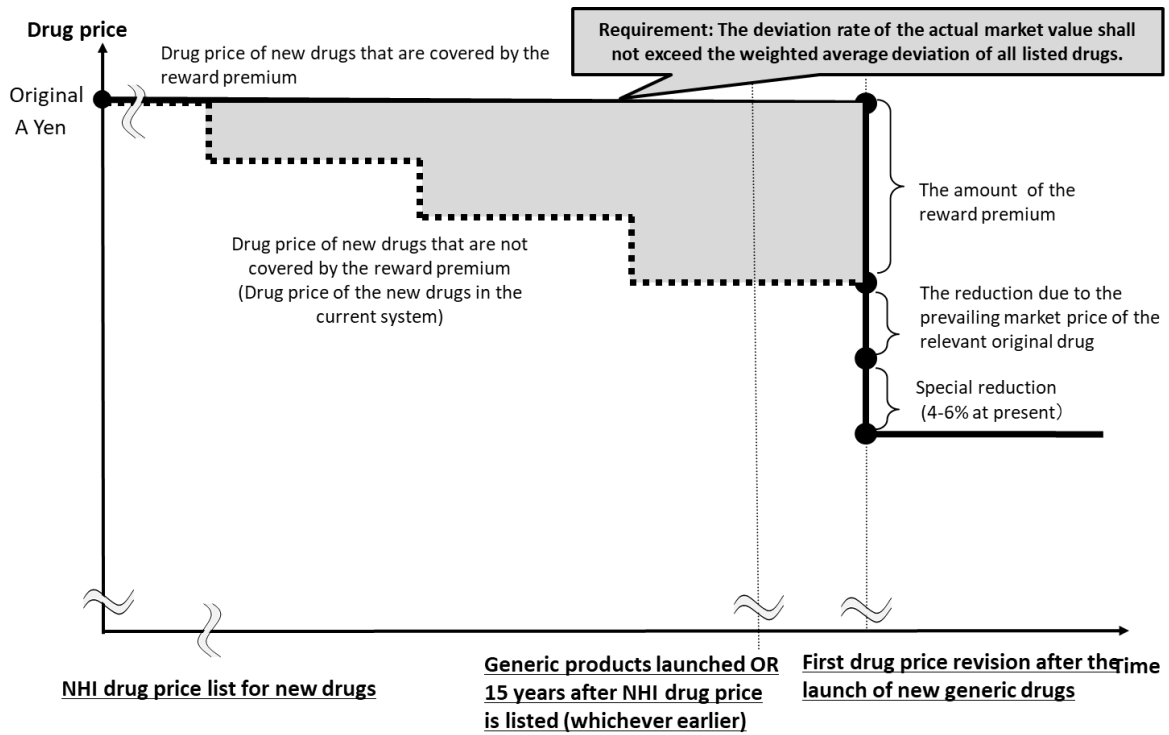 Drug price
Requirement: The deviation rate of the actual market value shall
not exceed the weighted average deviation of all listed drugs.
Drug price of new drugs that are covered by the
reward premium
Original
A Yen
The amount of the
reward premium
Drug price of new drugs that are not
covered by the reward premium
(Drug price of the new drugs in the
current system)
The reduction due to the
prevailing market price of the
relevant original drug
Special reduction
(4-6% at present）
Time
NHI drug price list for new drugs
Generic products launched OR
15 years after NHI drug price
is listed (whichever earlier)
First drug price revision after the
launch of new generic drugs